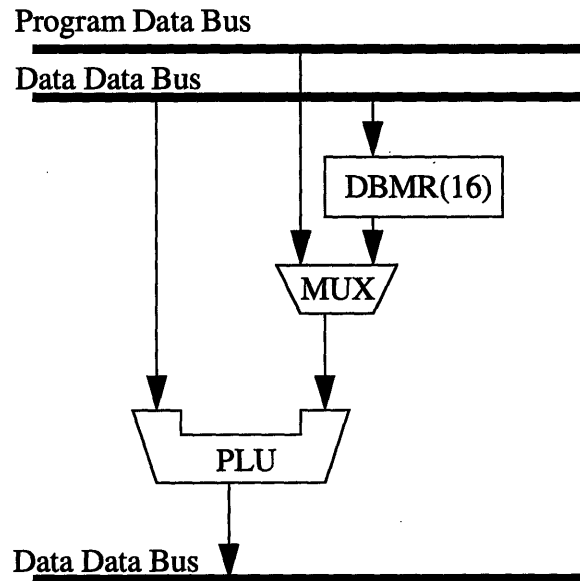 Program Data Bus
Data Data Bus
DBMR(16)
MUX
PLU
Data Data Bus